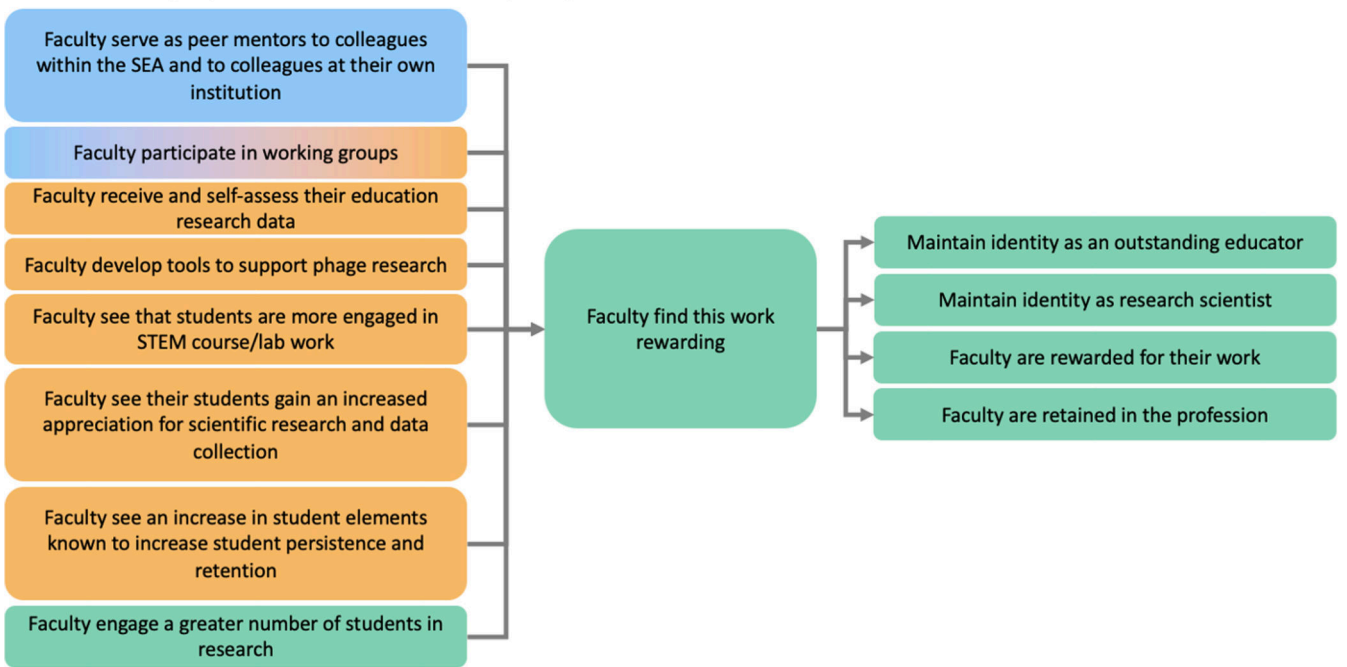 Faculty serve as peer mentors to colleagues
within the SEA and to colleagues at their own
institution
Faculty participate in working groups
Faculty receive and self-assess their education
research data
Faculty develop tools to support phage research
Faculty see that students are more engaged in
STEM course/lab work
Faculty see their students gain an increased
appreciation for scientific research and data
collection
Faculty see an increase in student elements
known to increase student persistence and
retention
Faculty engage a greater number of students in
research
Faculty find this work
rewarding
Maintain identity as an outstanding educator
Maintain identity as research scientist
Faculty are rewarded for their work
Faculty are retained in the profession